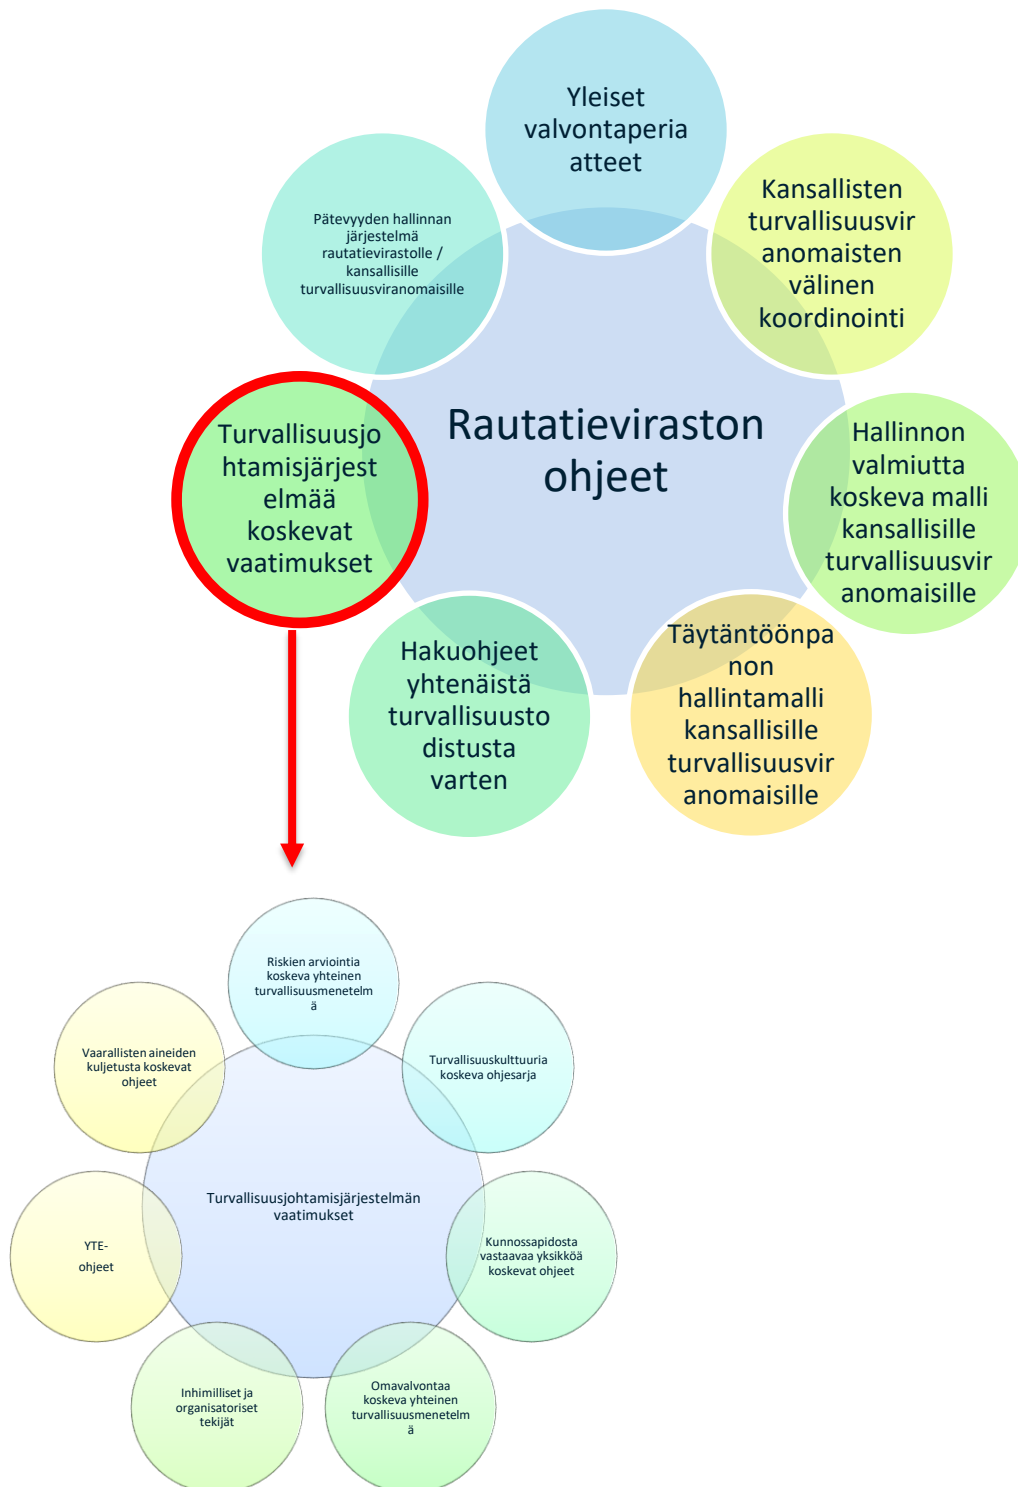 Yleiset
valvontaperia
atteet
Kansallisten
turvallisuusvir
anomaisten
välinen
koordinointi
Pätevyyden hallinnan
järjestelmä
rautatievirastolle /
kansallisille
turvallisuusviranomaisille
Rautatieviraston
ohjeet
Turvallisuusjo
htamisjärjest
elmää
koskevat
vaatimukset
Hallinnon
valmiutta
koskeva malli
kansallisille
turvallisuusvir
anomaisille
Hakuohjeet
yhtenäistä
turvallisuusto
distusta
varten
Täytäntöönpa
non
hallintamalli
kansallisille
turvallisuusvir
anomaisille
Riskien arviointia
koskeva yhteinen
turvallisuusmenetelm
ä
Vaarallisten aineiden
kuljetusta koskevat
ohjeet
Turvallisuuskulttuuria
koskeva ohjesarja
Turvallisuusjohtamisjärjestelmän
vaatimukset
YTE-
ohjeet
Kunnossapidosta
vastaavaa yksikköä
koskevat ohjeet
Inhimilliset ja
organisatoriset
tekijät
Omavalvontaa
koskeva yhteinen
turvallisuusmenetelm
ä